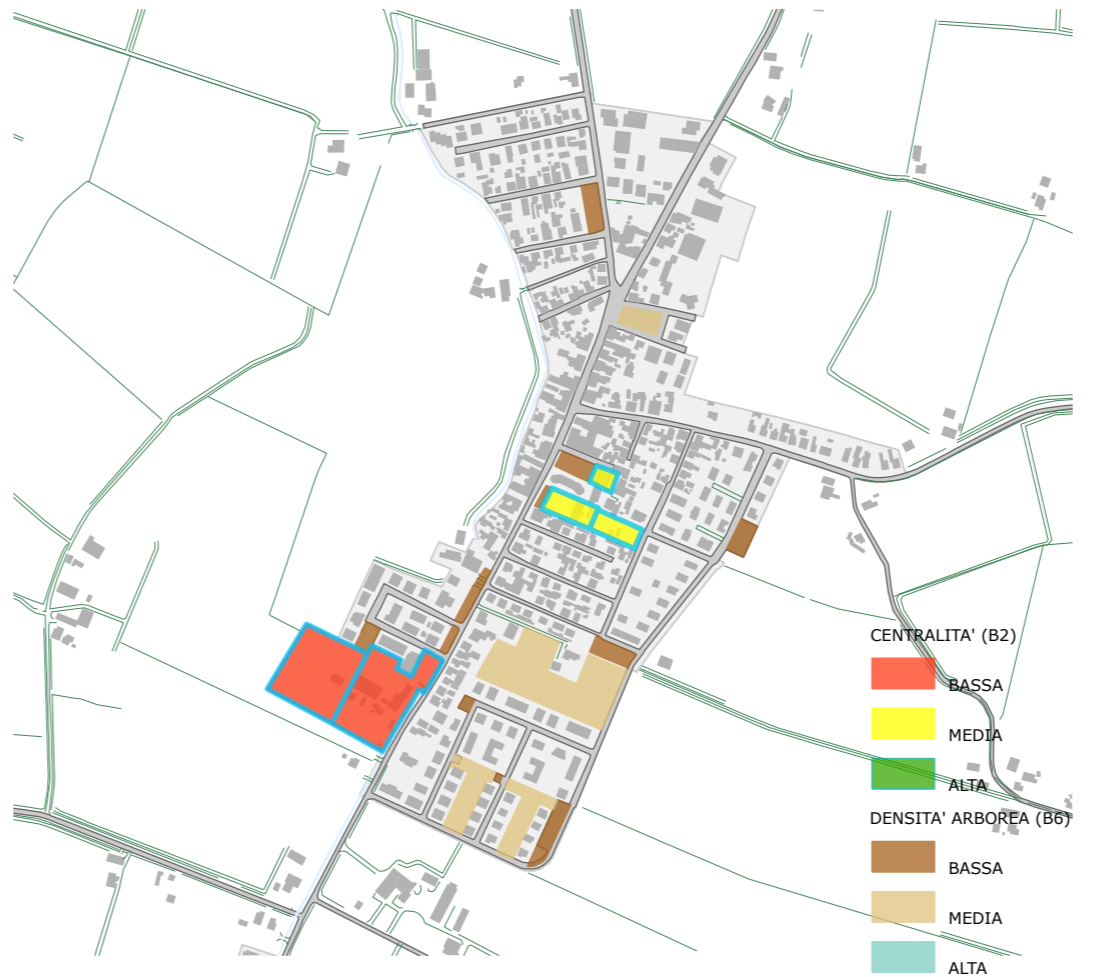 CENTRALITA' (B2)
BASSA
MEDIA
ALTA
DENSITA' ARBOREA (B6)
BASSA
MEDIA
ALTA